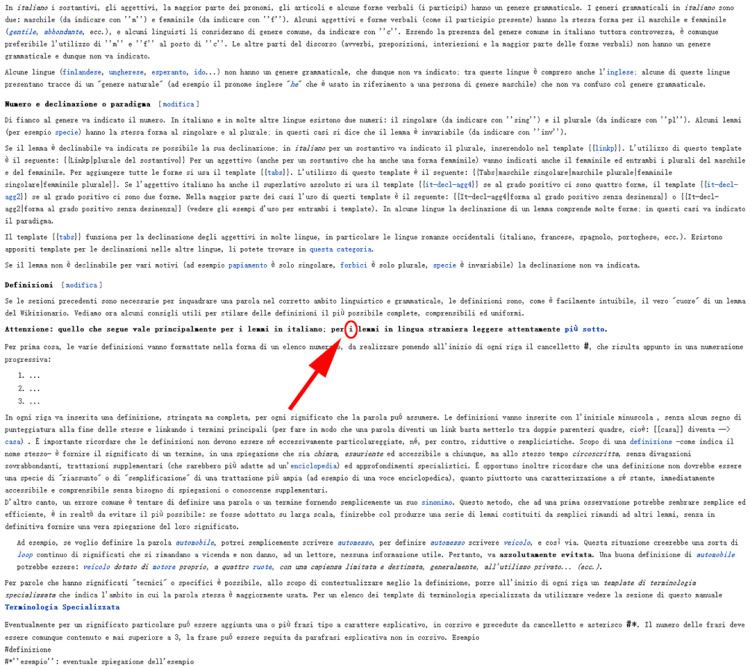 In italiano i sostantivi, gli aggettivi, la maggior parte dei pronomi, gli articoli e alcune forme verbali (i participi) hanno un genere grammaticale. I generi grammaticali in italiano sono
due: maschile (da indicare con ''m'') e femminile (da indicare con ''f''). Alcuni aggettivi e forme verbali (come il participio presente) hanno la stessa forma per il maschile e femminile
(gentile, abbondante, ecc.), e alcuni linguisti li considerano di genere comune, da indicare con ''c''. Essendo la presenza del genere comune in italiano tuttora controversa, è comunque
preferibile l'utilizzo di ''m'' e ''f'' al posto di ''c''. Le altre parti del discorso (avverbi, preposizioni, interiezioni e la maggior parte delle forme verbali) non hanno un genere
grammaticale e dunque non va indicato.
Alcune lingue (finlandese, ungherese, esperanto, ido...) non hanno un genere grammaticale, che dunque non va indicato; tra queste lingue è compreso anche l'inglese; alcune di queste lingue
presentano tracce di un "genere naturale" (ad esempio il pronome inglese "he" che è usato in riferimento a una persona di genere maschile) che non va confuso col genere grammaticale.
Numero e declinazione o paradigma [modifica]
Di fianco al genere va indicato il numero. In italiano e in molte altre lingue esistono due numeri: il singolare (da indicare con ''sing'') e il plurale (da indicare con ''pl''). Alcuni lemmi
(per esempio specie) hanno la stessa forma al singolare e al plurale; in questi casi si dice che il lemma è invariabile (da indicare con ''inv'').
Se il lemma è declinabile va indicata se possibile la sua declinazione; in italiano per un sostantivo va indicato il plurale, inserendolo nel template {{linkp}}. L'utilizzo di questo template
è il seguente: {{Linkp|plurale del sostantivo}} Per un aggettivo (anche per un sostantivo che ha anche una forma femminile) vanno indicati anche il femminile ed entrambi i plurali del maschile
e del femminile. Per aggiungere tutte le forme si usa il template {{tabs}}. L'utilizzo di questo template è il seguente: {{Tabs|maschile singolare|maschile plurale|femminile
singolare|femminile plurale}}. Se l'aggettivo italiano ha anche il superlativo assoluto si usa il template {{it-decl-agg4}} se al grado positivo ci sono quattro forme, il template {{it-decl-
agg2}} se al grado positivo ci sono due forme. Nella maggior parte dei casi l'uso di questi template è il seguente: {{It-decl-agg4|forma al grado positivo senza desinenza}} o {{It-decl-
agg2|forma al grado positivo senza desinenza}} (vedere gli esempi d'uso per entrambi i template). In alcune lingue la declinazione di un lemma comprende molte forme; in questi casi va indicato
il paradigma.
Il template {{tabs}} funziona per la declinazione degli aggettivi in molte lingue, in particolare le lingue romanze occidentali (italiano, francese, spagnolo, portoghese, ecc.). Esistono
appositi template per le declinazioni nelle altre lingue, li potete trovare in questa categoria.
Se il lemma non è declinabile per vari motivi (ad esempio papiamento è solo singolare, forbici è solo plurale, specie è invariabile) la declinazione non va indicata.
Definizioni [modifica]
Se le sezioni precedenti sono necessarie per inquadrare una parola nel corretto ambito linguistico e grammaticale, le definizioni sono, come è facilmente intuibile, il vero "cuore" di un lemma
del Wikizionario. Vediamo ora alcuni consigli utili per stilare delle definizioni il più possibile complete, comprensibili ed uniformi.
Attenzione: quello che segue vale principalmente per i lemmi in italiano; per i lemmi in lingua straniera leggere attentamente più sotto.
Per prima cosa, le varie definizioni vanno formattate nella forma di un elenco numerato, da realizzare ponendo all'inizio di ogni riga il cancelletto #, che risulta appunto in una numerazione
progressiva:
1. ...
2. ...
3. ...
In ogni riga va inserita una definizione, stringata ma completa, per ogni significato che la parola può assumere. Le definizioni vanno inserite con l'iniziale minuscola , senza alcun segno di
punteggiatura alla fine delle stesse e linkando i termini principali (per fare in modo che una parola diventi un link basta metterlo tra doppie parentesi quadre, cioè: [[casa]] diventa —>
casa) . È importante ricordare che le definizioni non devono essere né eccessivamente particolareggiate, né, per contro, riduttive o semplicistiche. Scopo di una definizione —come indica il
nome stesso— è fornire il significato di un termine, in una spiegazione che sia chiara, esauriente ed accessibile a chiunque, ma allo stesso tempo circoscritta, senza divagazioni
sovrabbondanti, trattazioni supplementari (che sarebbero più adatte ad un'enciclopedia) ed approfondimenti specialistici. È opportuno inoltre ricordare che una definizione non dovrebbe essere
una specie di "riassunto" o di "semplificazione" di una trattazione più ampia (ad esempio di una voce enciclopedica), quanto piuttosto una caratterizzazione a sé stante, immediatamente
accessibile e comprensibile senza bisogno di spiegazioni o conoscenze supplementari.
D'altro canto, un errore comune è tentare di definire una parola o un termine fornendo semplicemente un suo sinonimo. Questo metodo, che ad una prima osservazione potrebbe sembrare semplice ed
efficiente, è in realtà da evitare il più possibile: se fosse adottato su larga scala, finirebbe col produrre una serie di lemmi costituiti da semplici rimandi ad altri lemmi, senza in
definitiva fornire una vera spiegazione del loro significato.
Ad esempio, se voglio definire la parola automobile, potrei semplicemente scrivere automezzo, per definire automezzo scrivere veicolo, e così via. Questa situazione creerebbe una sorta di
loop continuo di significati che si rimandano a vicenda e non danno, ad un lettore, nessuna informazione utile. Pertanto, va assolutamente evitata. Una buona definizione di automobile
potrebbe essere: veicolo dotato di motore proprio, a quattro ruote, con una capienza limitata e destinata, generalmente, all'utilizzo privato... (ecc.).
Per parole che hanno significati "tecnici" o specifici è possibile, allo scopo di contestualizzare meglio la definizione, porre all'inizio di ogni riga un template di terminologia
specializzata che indica l'ambito in cui la parola stessa è maggiormente usata. Per un elenco dei template di terminologia specializzata da utilizzare vedere la sezione di questo manuale
Terminologia Specializzata
Eventualmente per un significato particolare può essere aggiunta una o più frasi tipo a carattere esplicativo, in corsivo e precedute da cancelletto e asterisco #*. Il numero delle frasi deve
essere comunque contenuto e mai superiore a 3, la frase può essere seguita da parafrasi esplicativa non in corsivo. Esempio
#definizione
#*''esempio'': eventuale spiegazione dell'esempio